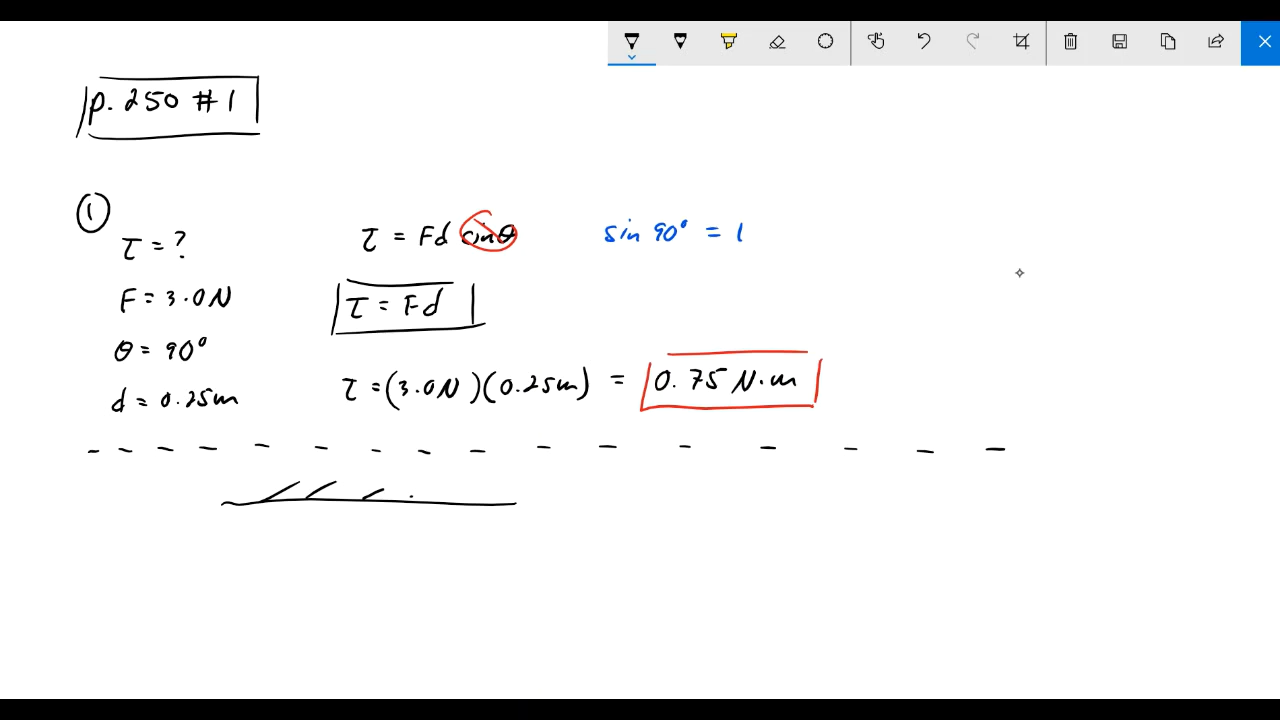 p. 250 #1
①
τ = ?
F = 3.0N
θ = 90°
d = 0.25m
τ = Fd sinθ
sin 90° = 1
τ = Fd
τ = (3.0N)(0.25m) = 0.75 N·m